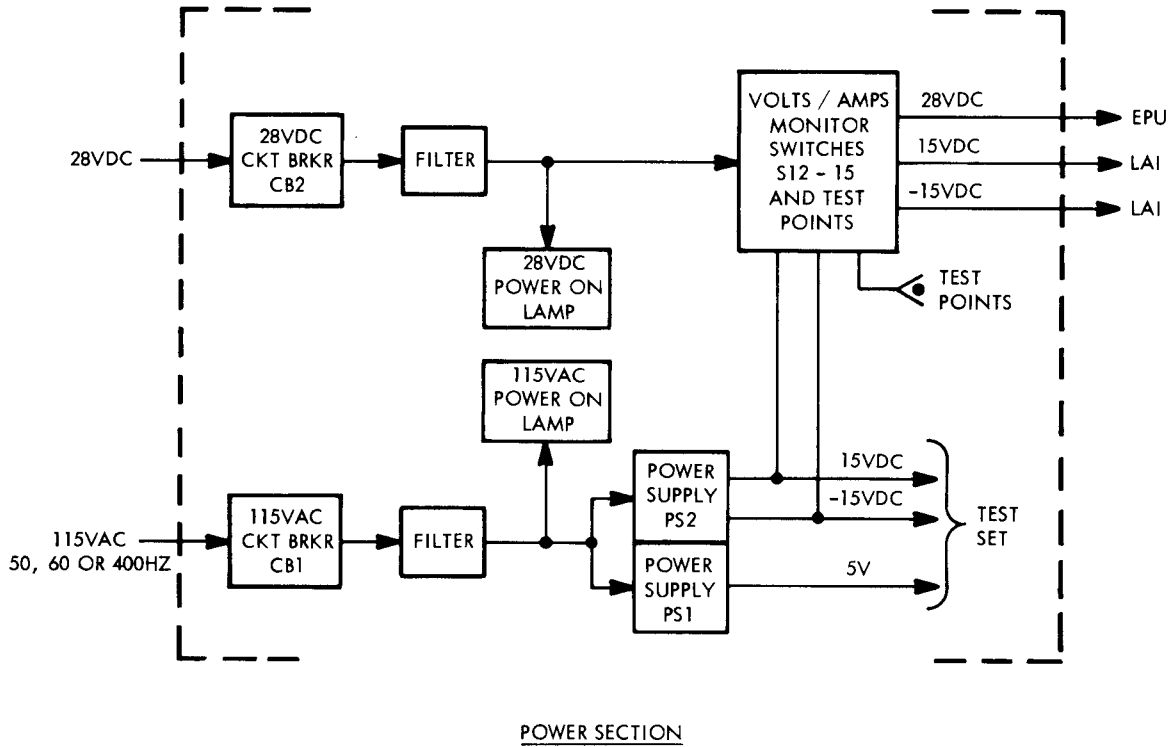 28VDC
28VDC
CKT BRKR
CB2
FILTER
VOLTS / AMPS
MONITOR
SWITCHES
S12 - 15
AND TEST
POINTS
28VDC
EPU
15VDC
LAI
-15VDC
LAI
28VDC
POWER ON
LAMP
TEST
POINTS
115VAC
POWER ON
LAMP
115VAC
50, 60 OR 400HZ
115VAC
CKT BRKR
CB1
FILTER
POWER
SUPPLY
PS2
POWER
SUPPLY
PS1
15VDC
-15VDC
5V
TEST
SET
POWER SECTION